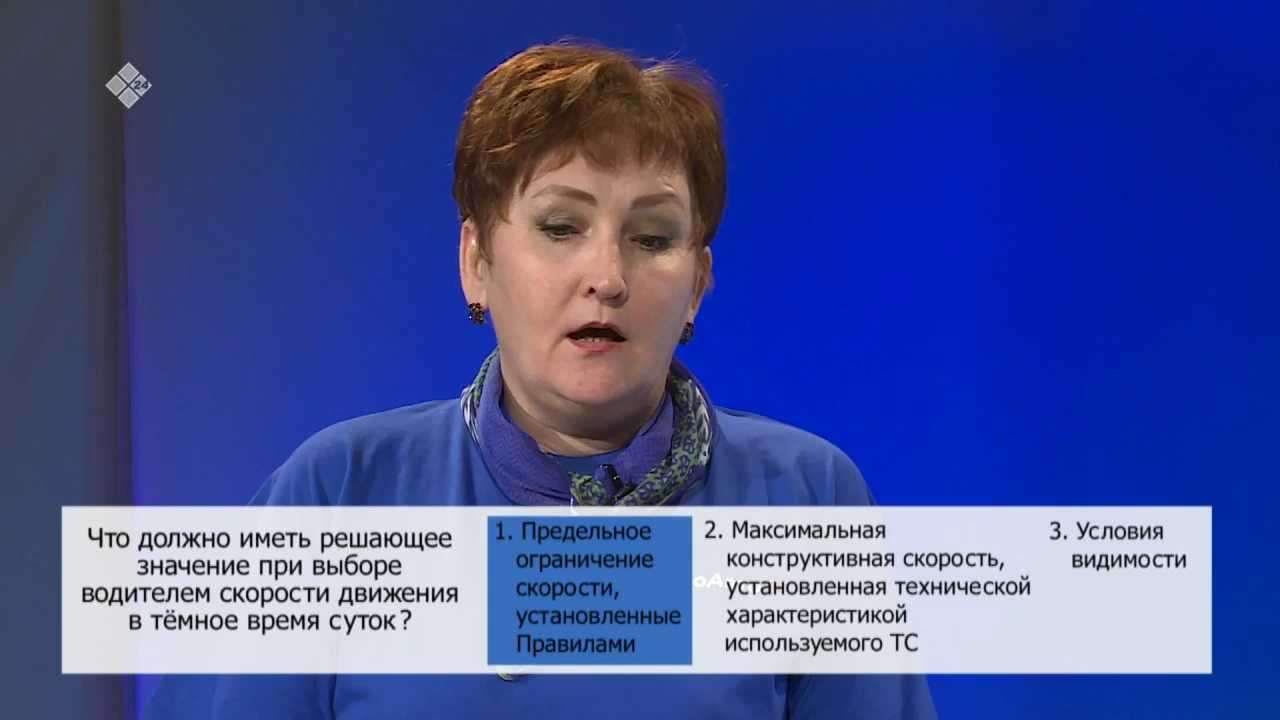 X24
Что должно иметь решающее
значение при выборе
водителем скорости движения
в тёмное время суток?
1. Предельное
ограничение
скорости,
установленные
Правилами
2. Максимальная
конструктивная скорость,
установленная технической
характеристикой
используемого ТС
3. Условия
видимости